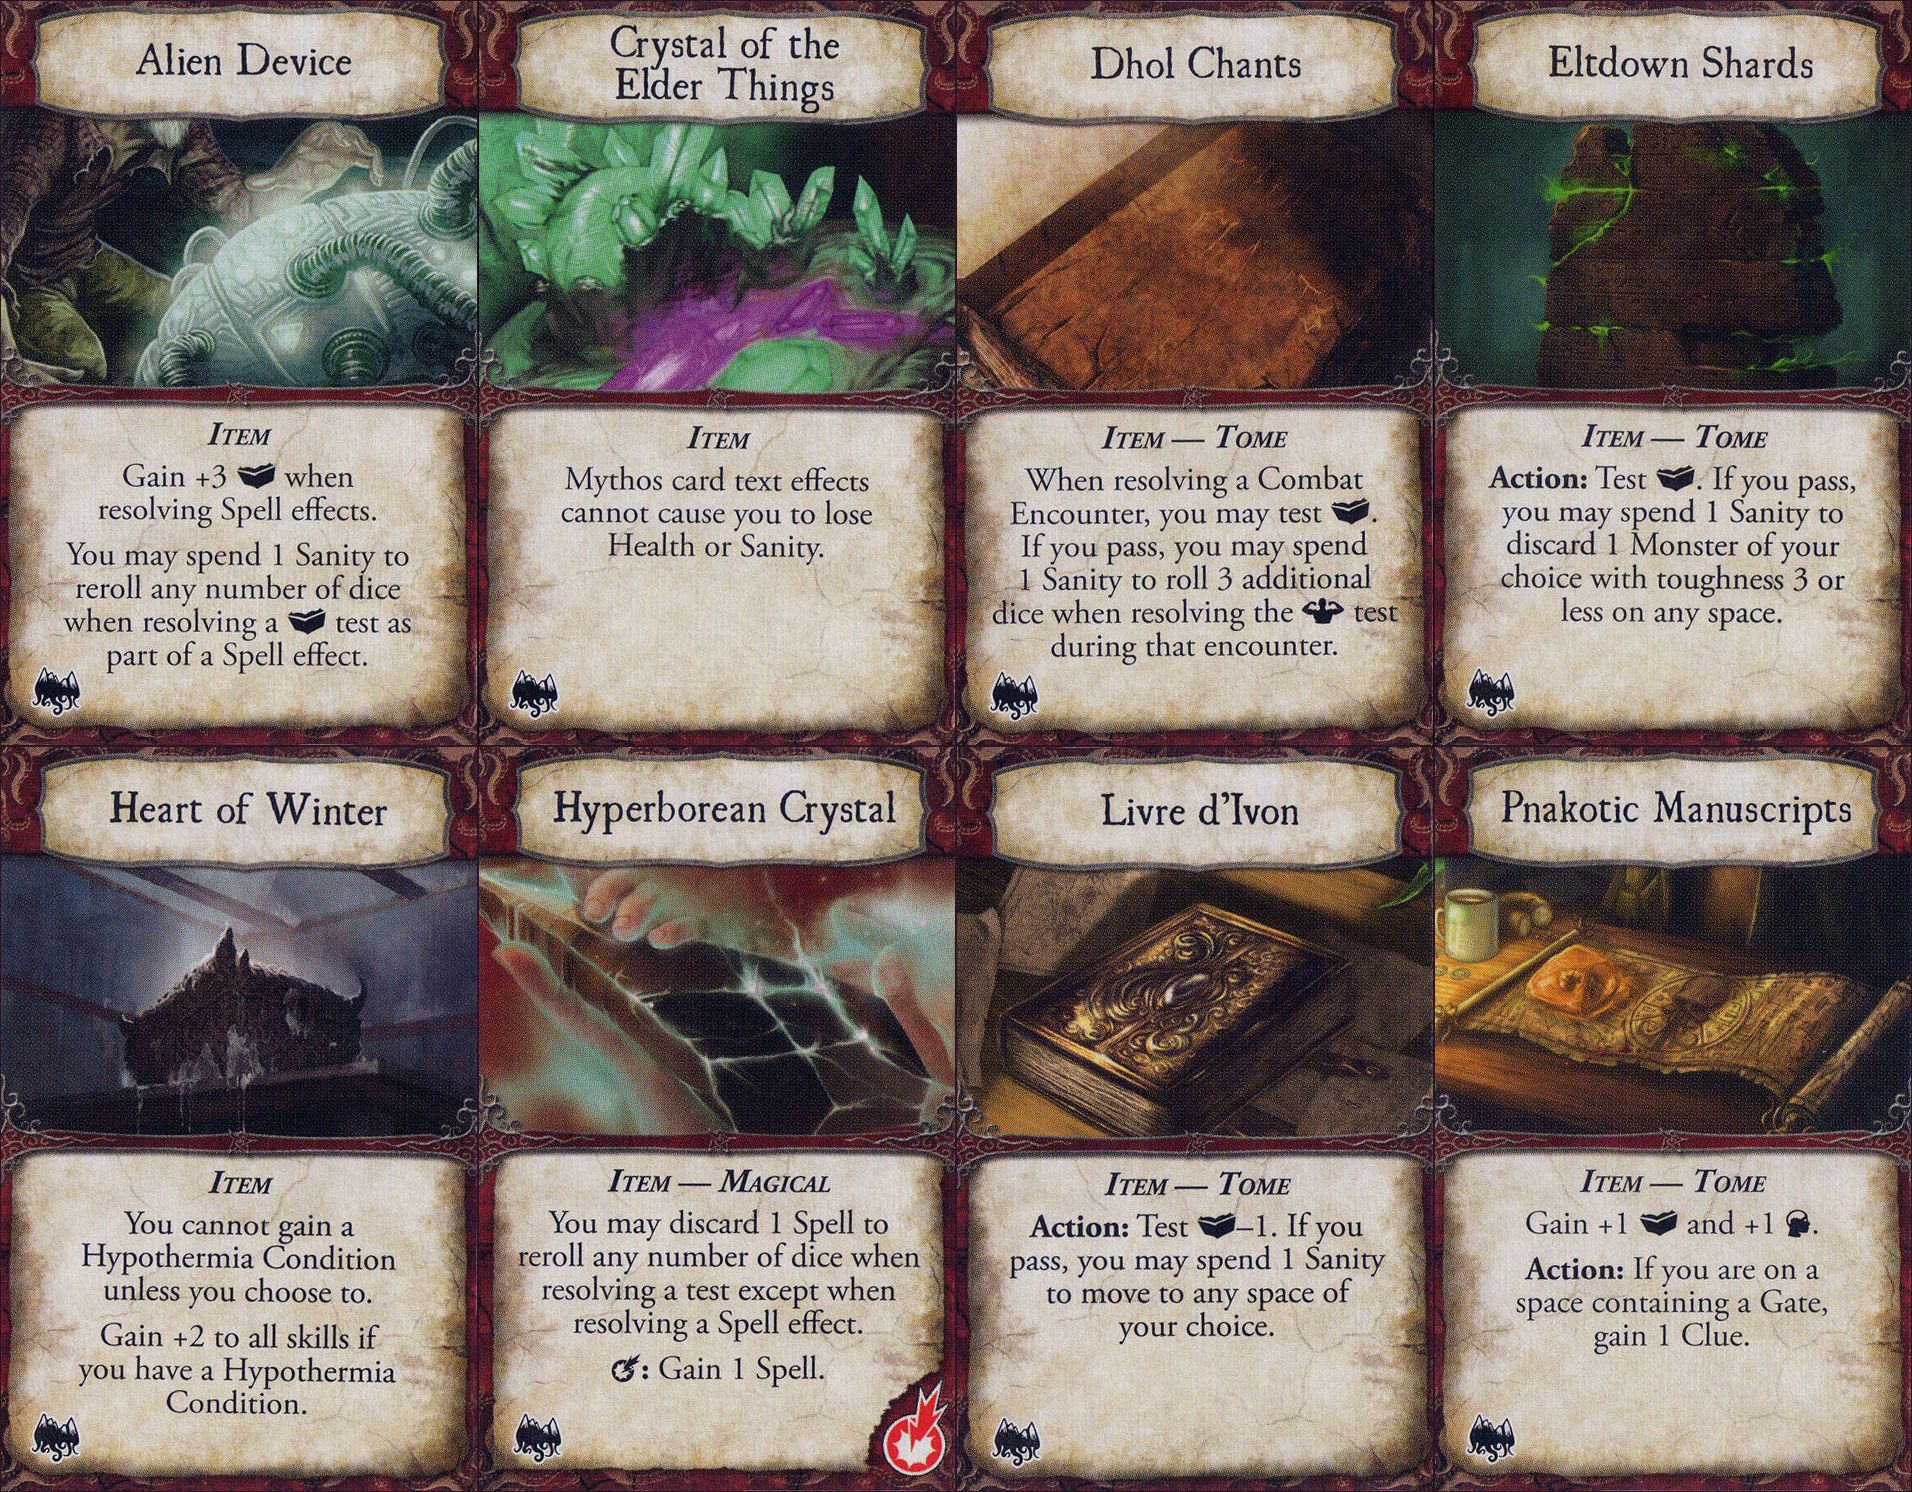 Alien Device
ITEM
Gain +3 when
resolving Spell effects.
You may spend 1 Sanity to
reroll any number of dice
when resolving a test as
part of a Spell effect.
Crystal of the
Elder Things
ITEM
Mythos card text effects
cannot cause you to lose
Health or Sanity.
Dhol Chants
ITEM — TOME
When resolving a Combat
Encounter, you may test .
If you pass, you may spend
1 Sanity to roll 3 additional
dice when resolving the test
during that encounter.
Eltdown Shards
ITEM — TOME
Action: Test . If you pass,
you may spend 1 Sanity to
discard 1 Monster of your
choice with toughness 3 or
less on any space.
Heart of Winter
ITEM
You cannot gain a
Hypothermia Condition
unless you choose to.
Gain +2 to all skills if
you have a Hypothermia
Condition.
Hyperborean Crystal
ITEM — MAGICAL
You may discard 1 Spell to
reroll any number of dice when
resolving a test except when
resolving a Spell effect.
: Gain 1 Spell.
Livre d'Ivon
ITEM — TOME
Action: Test –1. If you
pass, you may spend 1 Sanity
to move to any space of
your choice.
Pnakotic Manuscripts
ITEM — TOME
Gain +1 and +1 .
Action: If you are on a
space containing a Gate,
gain 1 Clue.